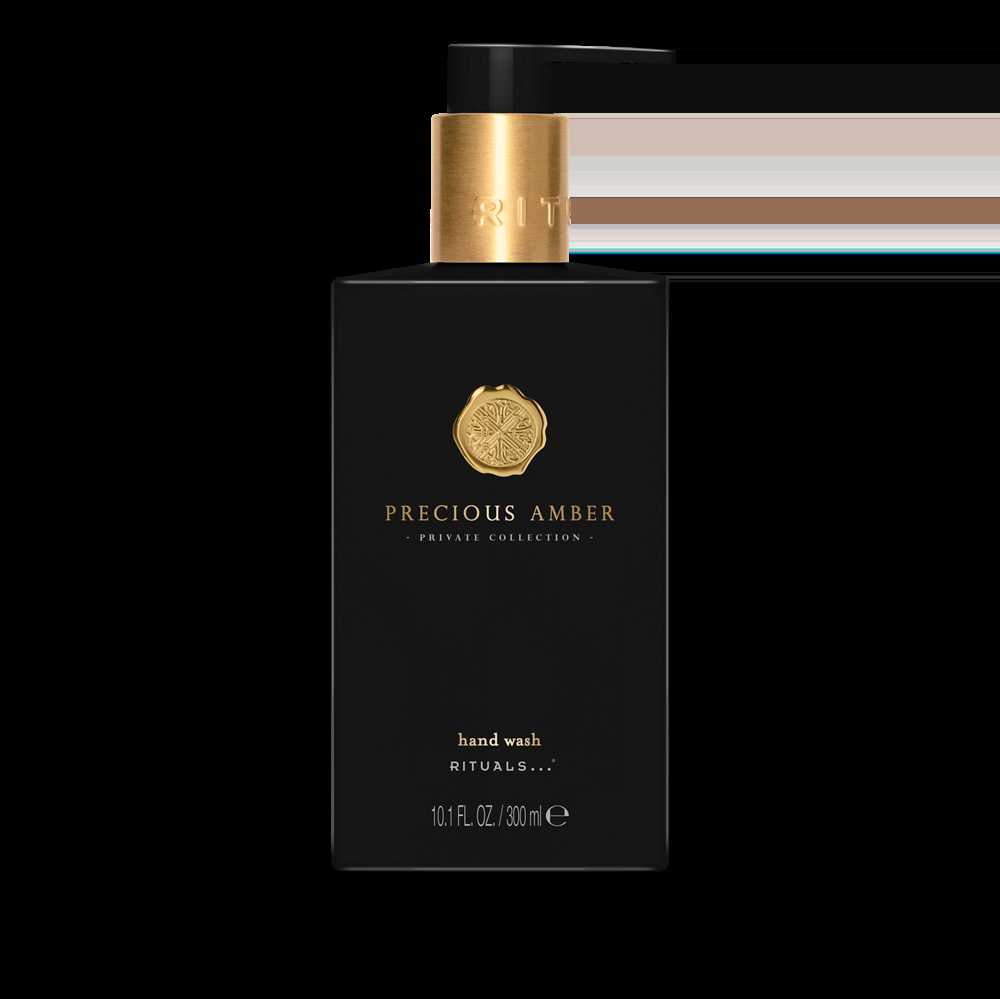 RIT
PRECIOUS AMBER
- PRIVATE COLLECTION -
hand wash
RITUALS...®
10.1 FL. OZ. / 300 ml ℮